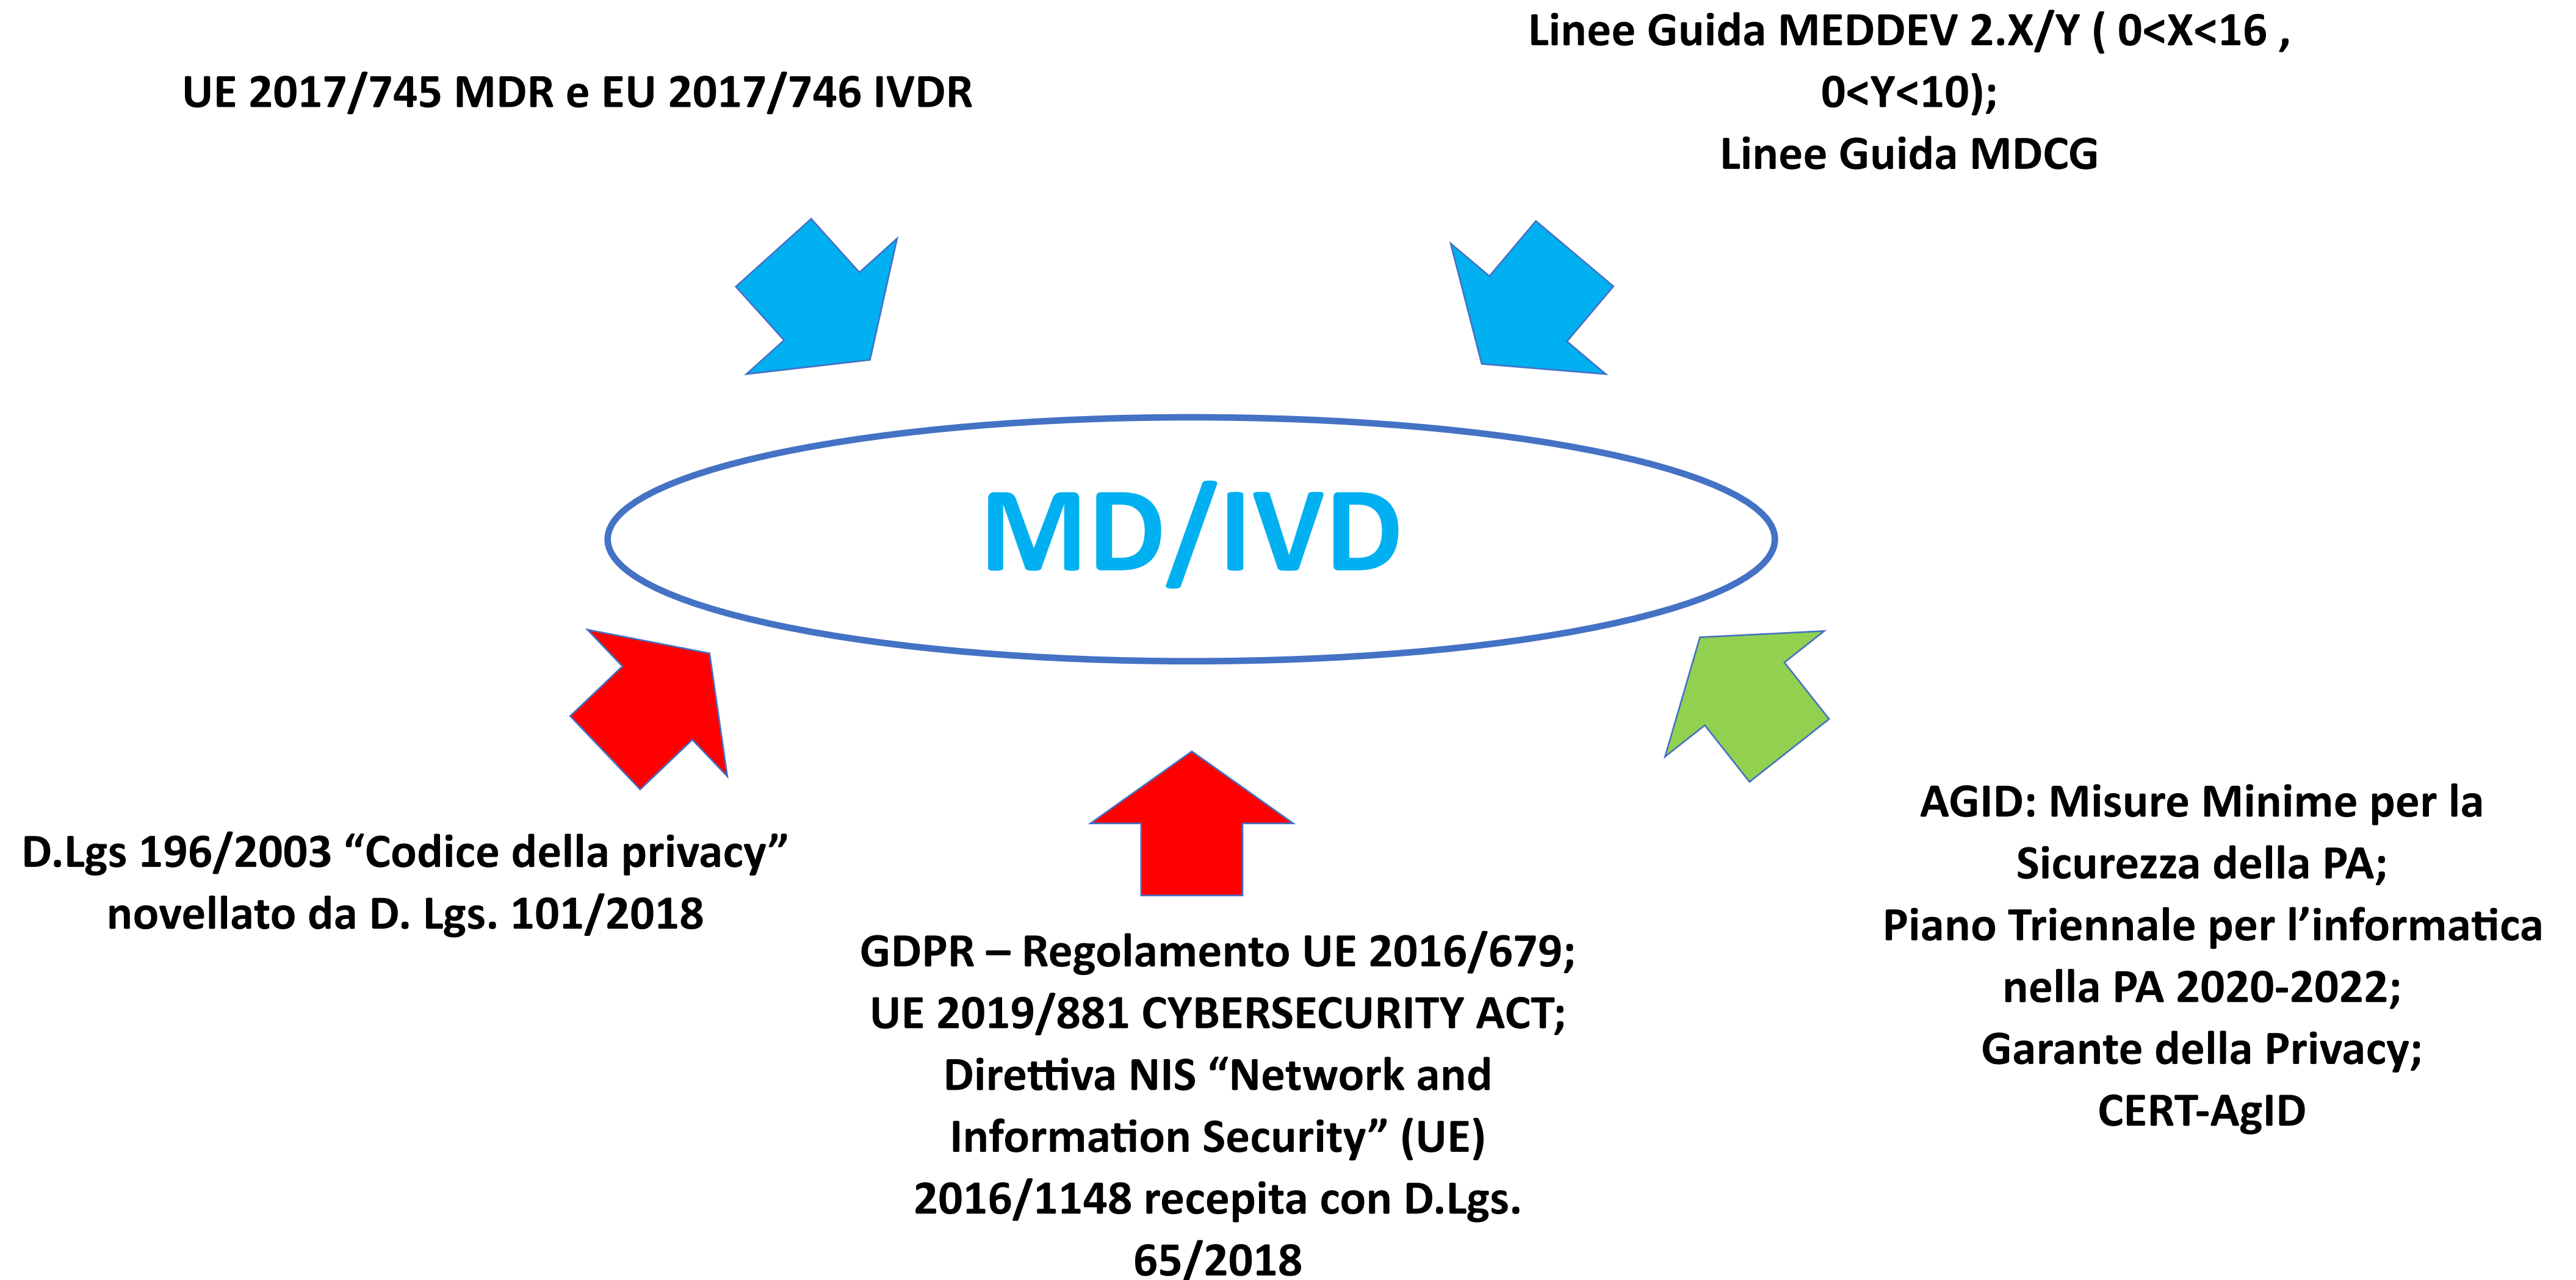 UE 2017/745 MDR e EU 2017/746 IVDR
Linee Guida MEDDEV 2.X/Y ( 0<X<16 ,
0<Y<10);
Linee Guida MDCG
MD/IVD
D.Lgs 196/2003 “Codice della privacy”
novellato da D. Lgs. 101/2018
GDPR – Regolamento UE 2016/679;
UE 2019/881 CYBERSECURITY ACT;
Direttiva NIS “Network and
Information Security” (UE)
2016/1148 recepita con D.Lgs.
65/2018
AGID: Misure Minime per la
Sicurezza della PA;
Piano Triennale per l’informatica
nella PA 2020-2022;
Garante della Privacy;
CERT-AgID